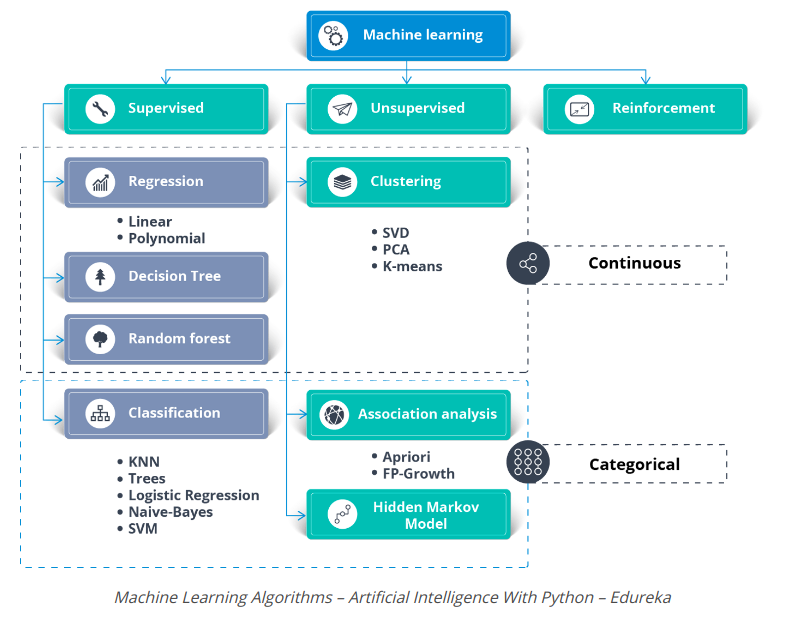 Machine learning
Supervised
Unsupervised
Reinforcement
Regression
• Linear
• Polynomial
Decision Tree
Random forest
Clustering
• SVD
• PCA
• K-means
Continuous
Classification
• KNN
• Trees
• Logistic Regression
• Naive-Bayes
• SVM
Association analysis
• Apriori
• FP-Growth
Hidden Markov
Model
Categorical
Machine Learning Algorithms – Artificial Intelligence With Python – Edureka